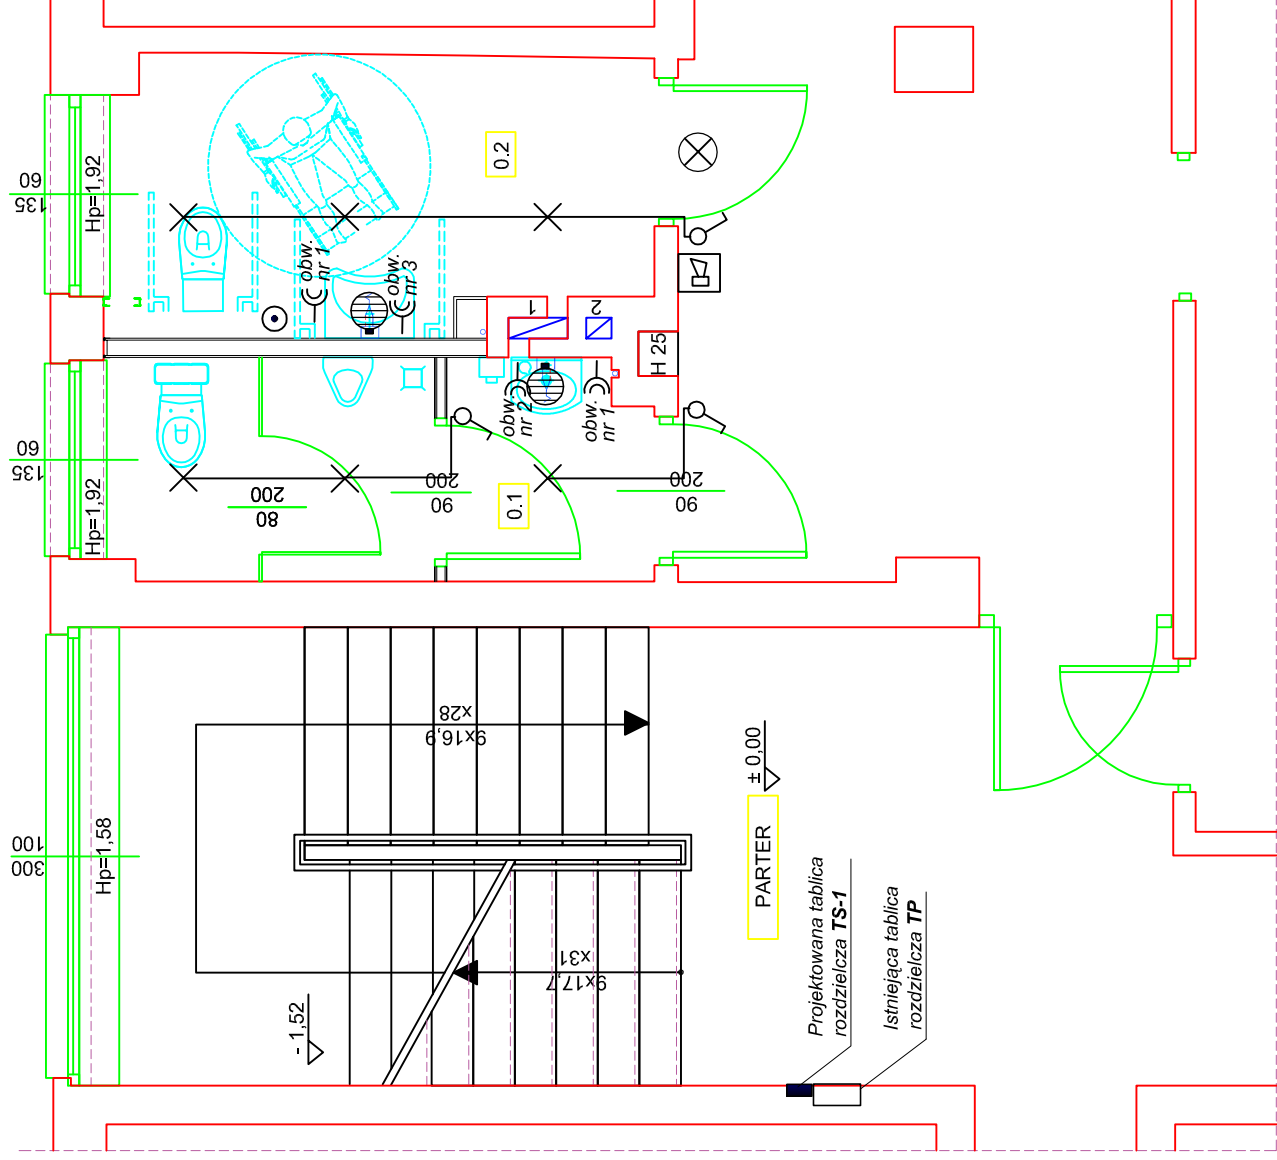 60
135
Hp=1,92
0.2
obw.
nr 1
obw.
nr 3
1
2
H 25
obw.
nr 2
obw.
nr 1
60
135
Hp=1,92
200
80
200
90
0.1
200
90
x28
9x16,9
± 0,00
PARTER
100
300
Hp=1,58
x31
9x17,7
- 1,52
Projektowana tablica
rozdzielcza TS-1
Istniejąca tablica
rozdzielcza TP